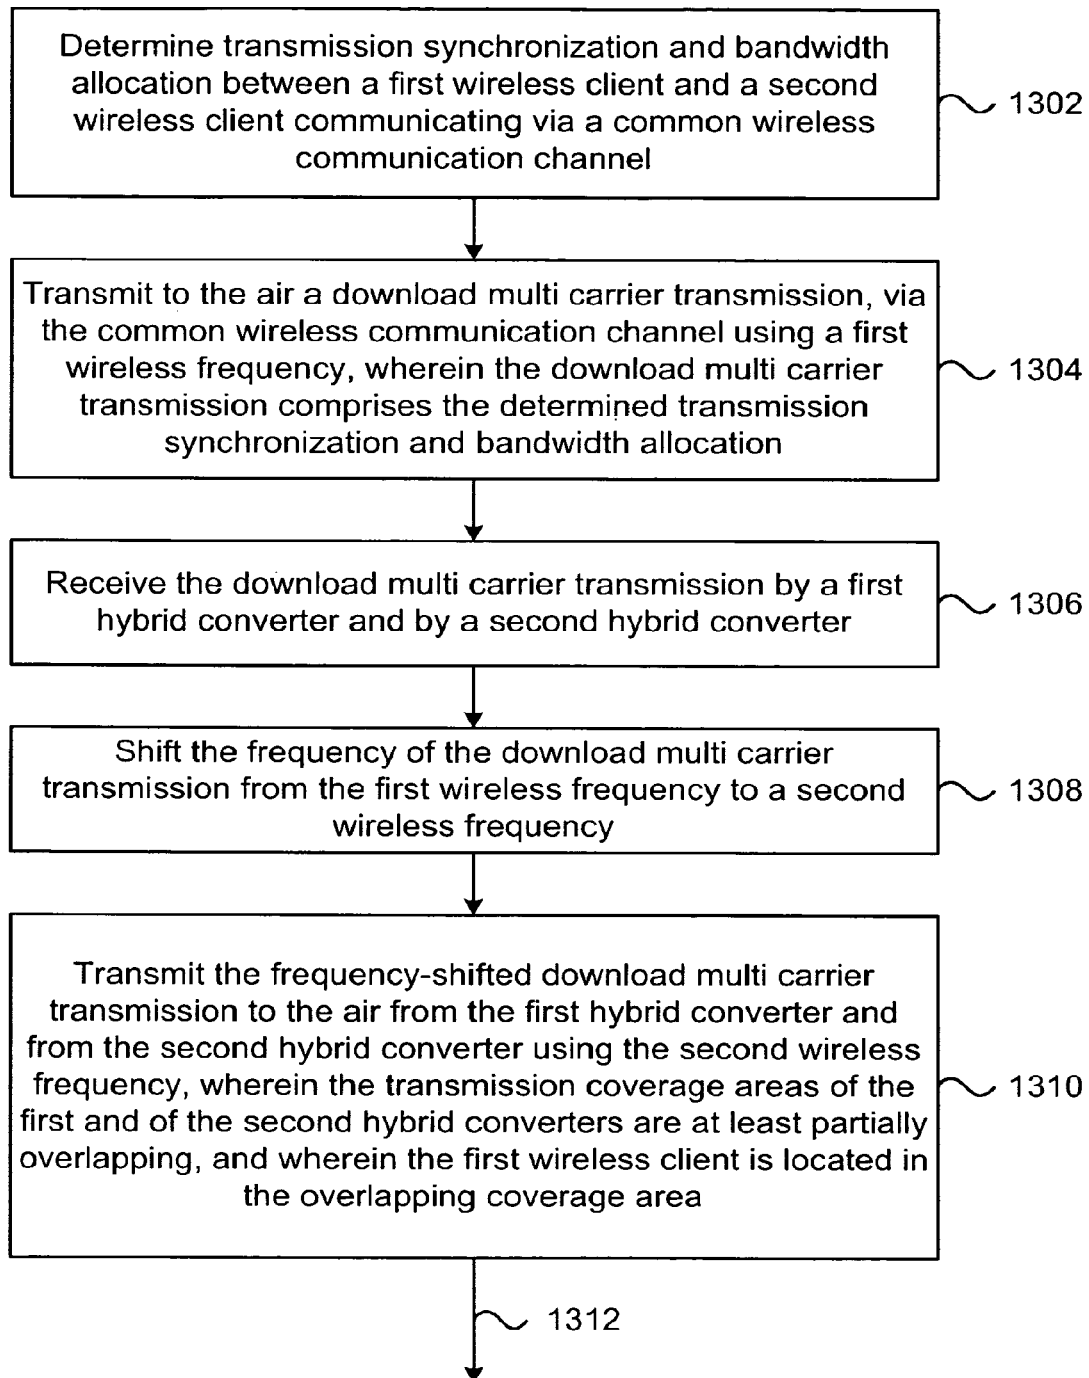 Determine transmission synchronization and bandwidth
allocation between a first wireless client and a second
wireless client communicating via a common wireless
communication channel
1302
Transmit to the air a download multi carrier transmission, via
the common wireless communication channel using a first
wireless frequency, wherein the download multi carrier
transmission comprises the determined transmission
synchronization and bandwidth allocation
1304
Receive the download multi carrier transmission by a first
hybrid converter and by a second hybrid converter
1306
Shift the frequency of the download multi carrier
transmission from the first wireless frequency to a second
wireless frequency
1308
Transmit the frequency-shifted download multi carrier
transmission to the air from the first hybrid converter and
from the second hybrid converter using the second wireless
frequency, wherein the transmission coverage areas of the
first and of the second hybrid converters are at least partially
overlapping, and wherein the first wireless client is located in
the overlapping coverage area
1310
1312